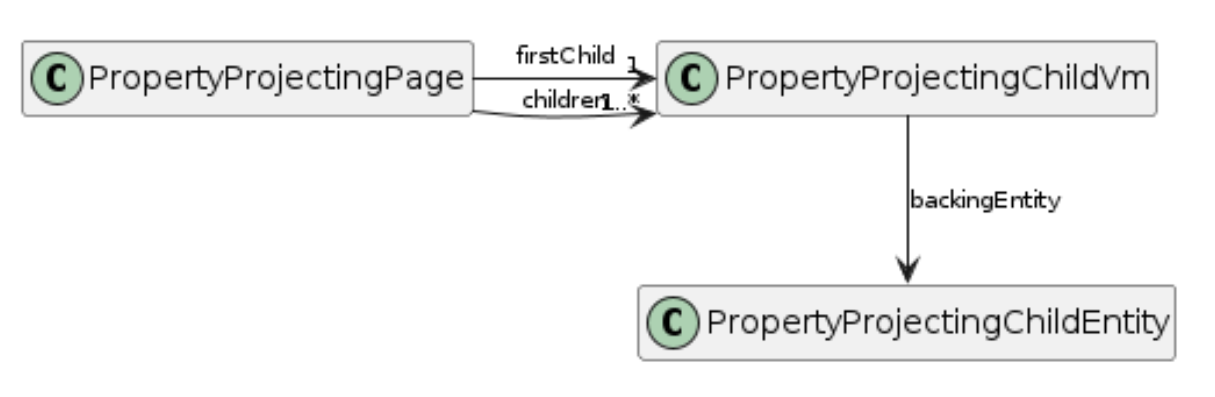 firstChild 1
C PropertyProjectingPage C PropertyProjectingChildVm
children 1..*
backingEntity
C PropertyProjectingChildEntity